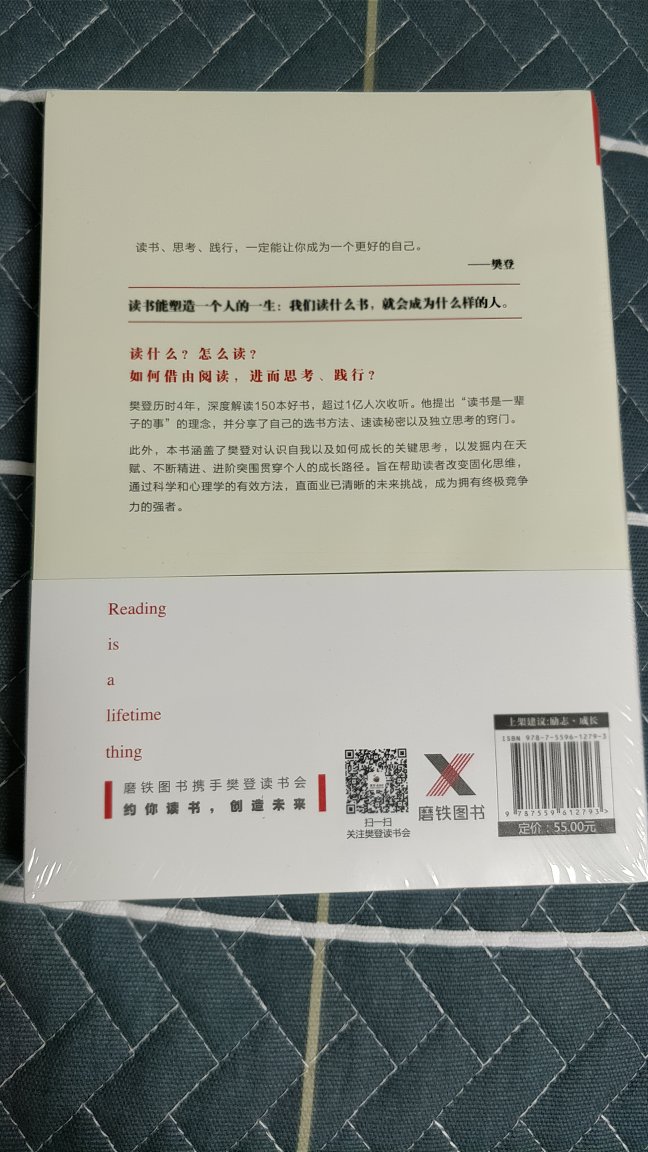 读书、思考、践行，一定能让你成为一个更好的自己。
——樊登
读书能塑造一个人的一生：我们读什么书，就会成为什么样的人。
读什么？怎么读？
如何借由阅读，进而思考、践行？
樊登历时4年，深度解读150本好书，超过1亿人次收听。他提出“读书是一辈
子的事”的理念，并分享了自己的选书方法、速读秘密以及独立思考的窍门。
此外，本书涵盖了樊登对认识自我以及如何成长的关键思考，以发掘内在天
赋、不断精进、进阶突围贯穿个人的成长路径。旨在帮助读者改变固化思维，
通过科学和心理学的有效方法，直面业已清晰的未来挑战，成为拥有终极竞争
力的强者。
Reading
is
a
lifetime
thing
磨铁图书携手樊登读书会
约你读书，创造未来
扫一扫
关注樊登读书会
磨铁图书
上架建议:励志·成长
ISBN 978-7-5596-1279-3
9 787559 612793 >
定价：55.00元